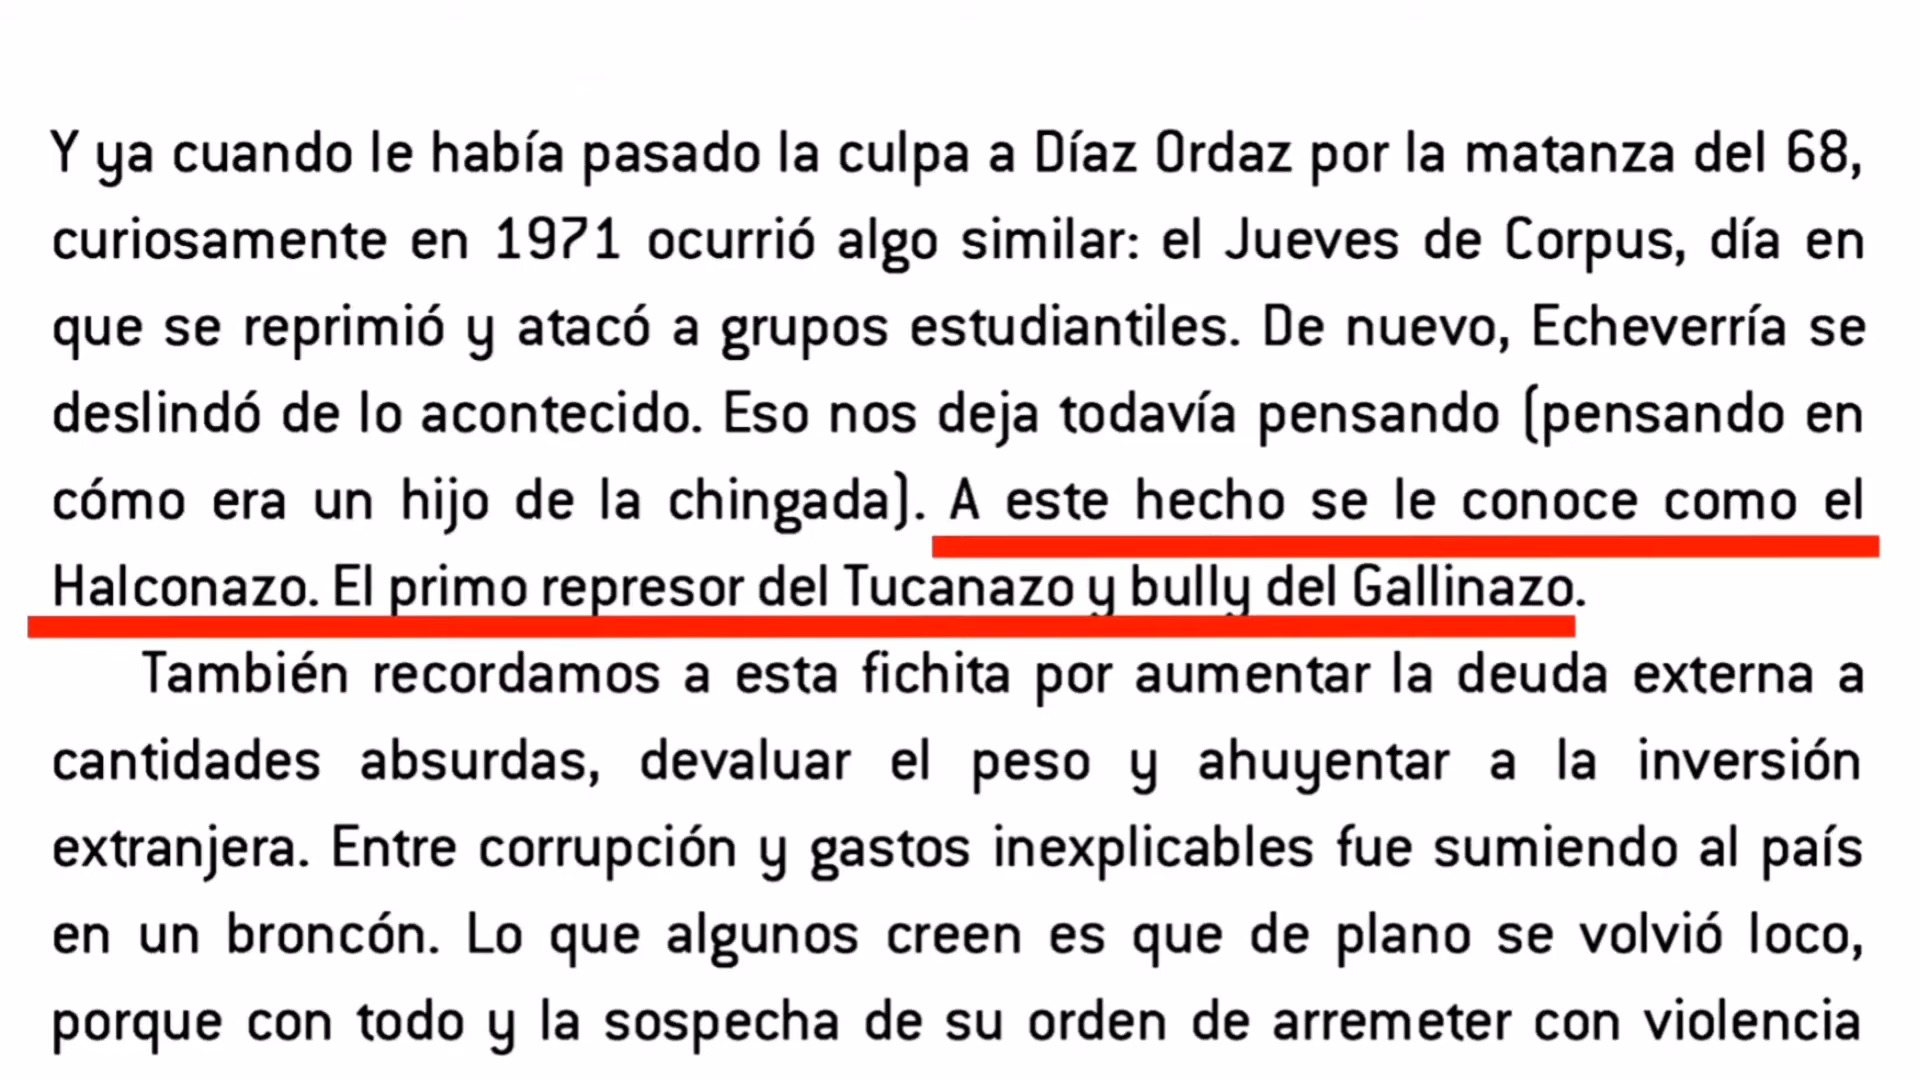 Y ya cuando le había pasado la culpa a Díaz Ordaz por la matanza del 68,
curiosamente en 1971 ocurrió algo similar: el Jueves de Corpus, día en
que se reprimió y atacó a grupos estudiantiles. De nuevo, Echeverría se
deslindó de lo acontecido. Eso nos deja todavía pensando (pensando en
cómo era un hijo de la chingada). A este hecho se le conoce como el
Halconazo. El primo represor del Tucanazo y bully del Gallinazo.
También recordamos a esta fichita por aumentar la deuda externa a
cantidades absurdas, devaluar el peso y ahuyentar a la inversión
extranjera. Entre corrupción y gastos inexplicables fue sumiendo al país
en un broncón. Lo que algunos creen es que de plano se volvió loco,
porque con todo y la sospecha de su orden de arremeter con violencia